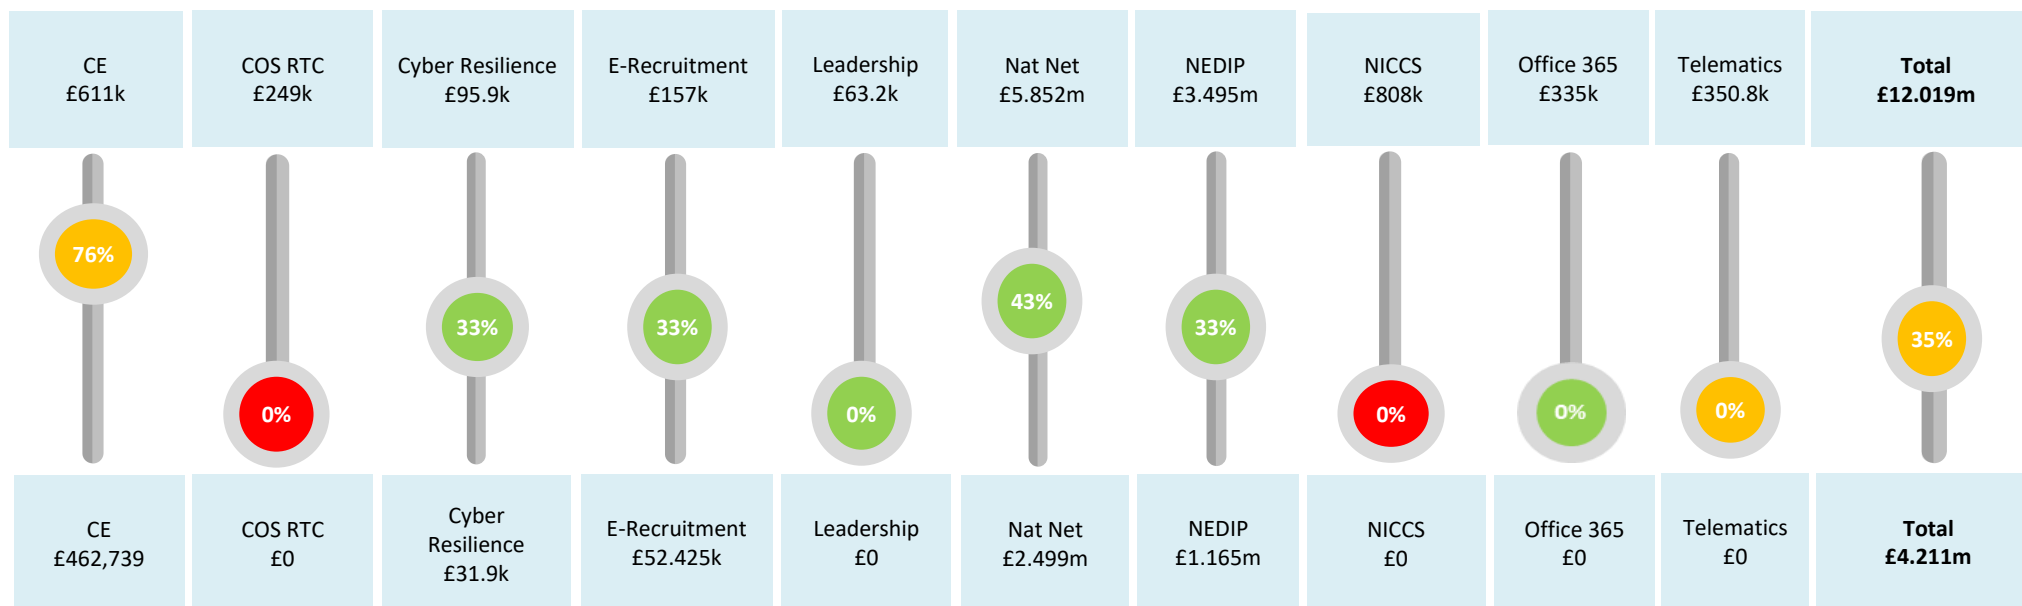 CE
£611k
COS RTC
£249k
Cyber Resilience
£95.9k
E-Recruitment
£157k
Leadership
£63.2k
Nat Net
£5.852m
NEDIP
£3.495m
NICCS
£808k
Office 365
£335k
Telematics
£350.8k
Total
£12.019m
76%
0%
33%
33%
0%
43%
33%
0%
0%
0%
35%
CE
£462,739
COS RTC
£0
Cyber
Resilience
£31.9k
E-Recruitment
£52.425k
Leadership
£0
Nat Net
£2.499m
NEDIP
£1.165m
NICCS
£0
Office 365
£0
Telematics
£0
Total
£4.211m